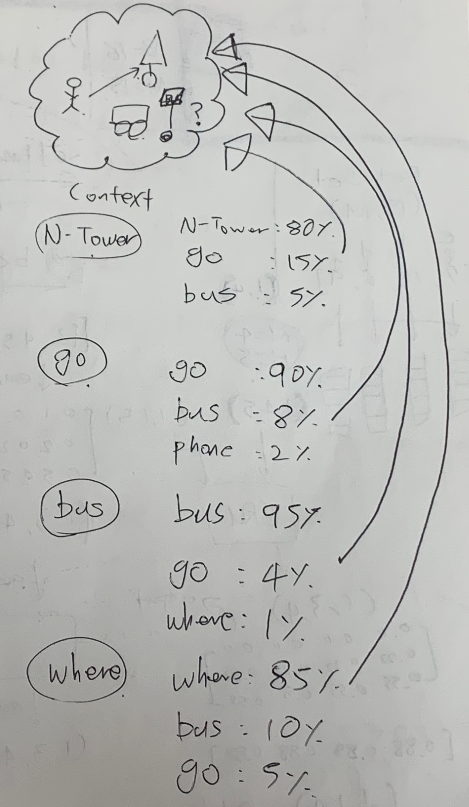 BUS
?
Context
N-Tower
N-Tower: 80%
go : 15%
bus : 5%
go
go : 90%
bus : 8%
phone : 2%
bus
bus : 95%
go : 4%
where : 1%
where
where : 85%
bus : 10%
go : 5%